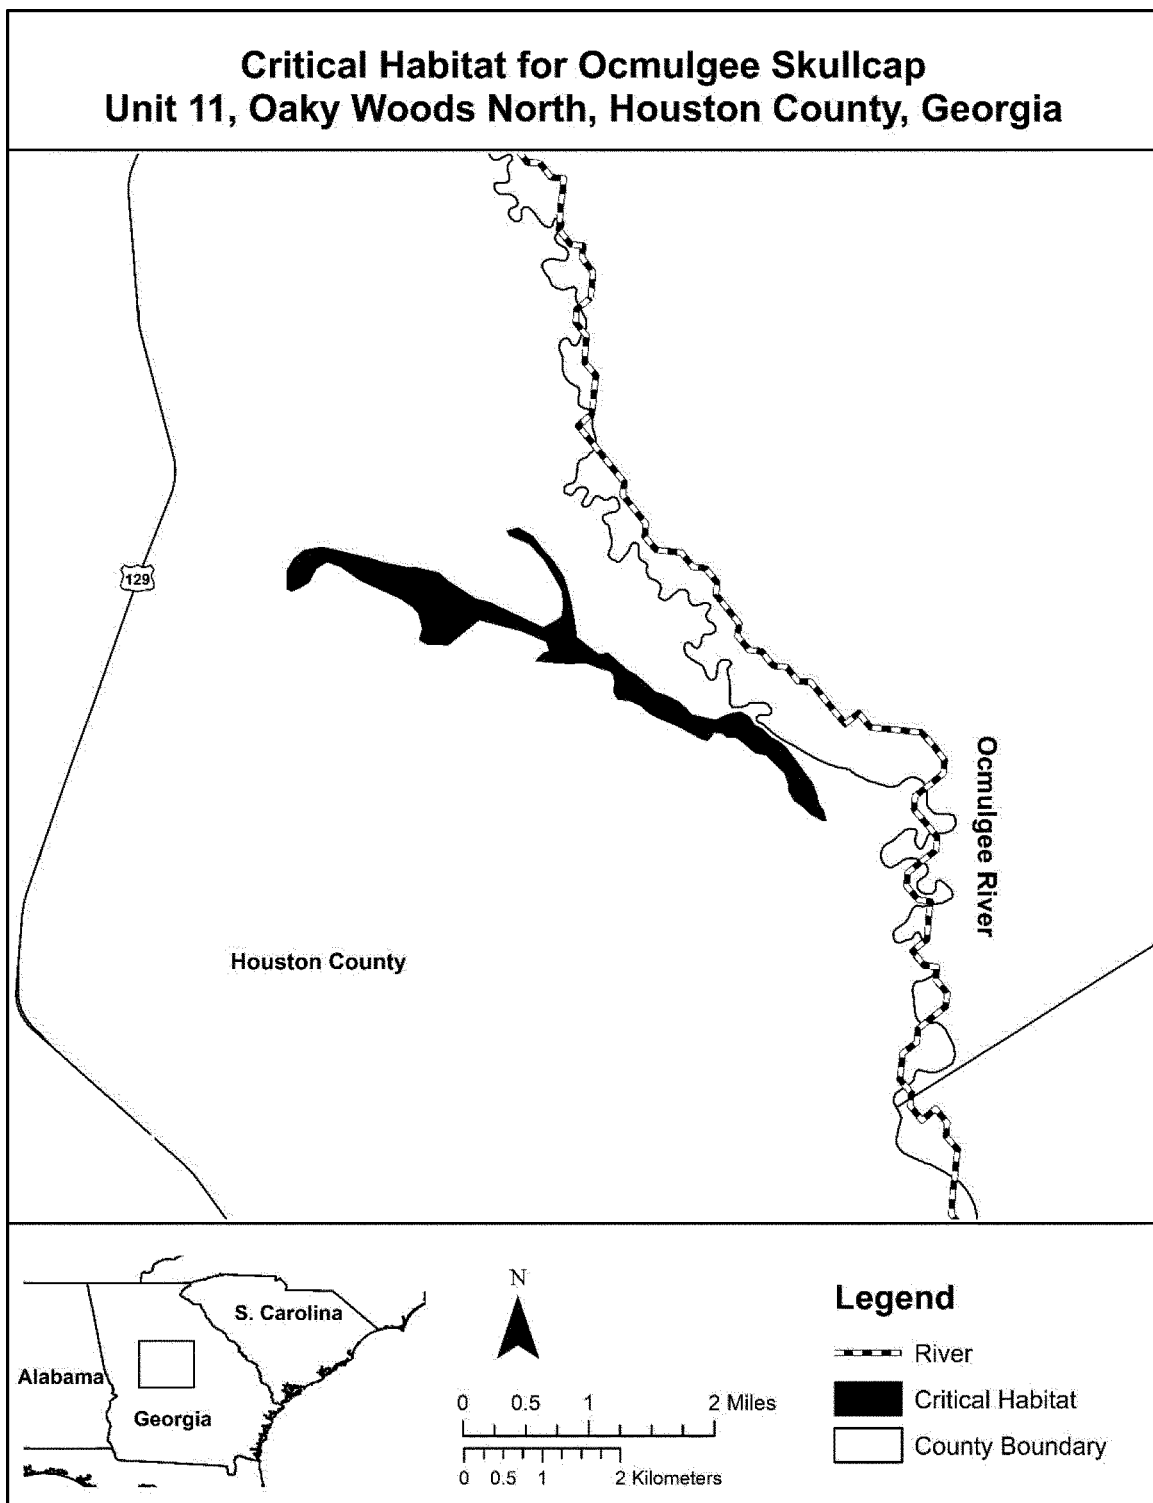 Critical Habitat for Ocmulgee Skullcap
Unit 11, Oaky Woods North, Houston County, Georgia
129
Ocmulgee River
Houston County
S. Carolina
Alabama
Georgia
N
0 0.5 1 2 Miles
0 0.5 1 2 Kilometers
Legend
River
Critical Habitat
County Boundary